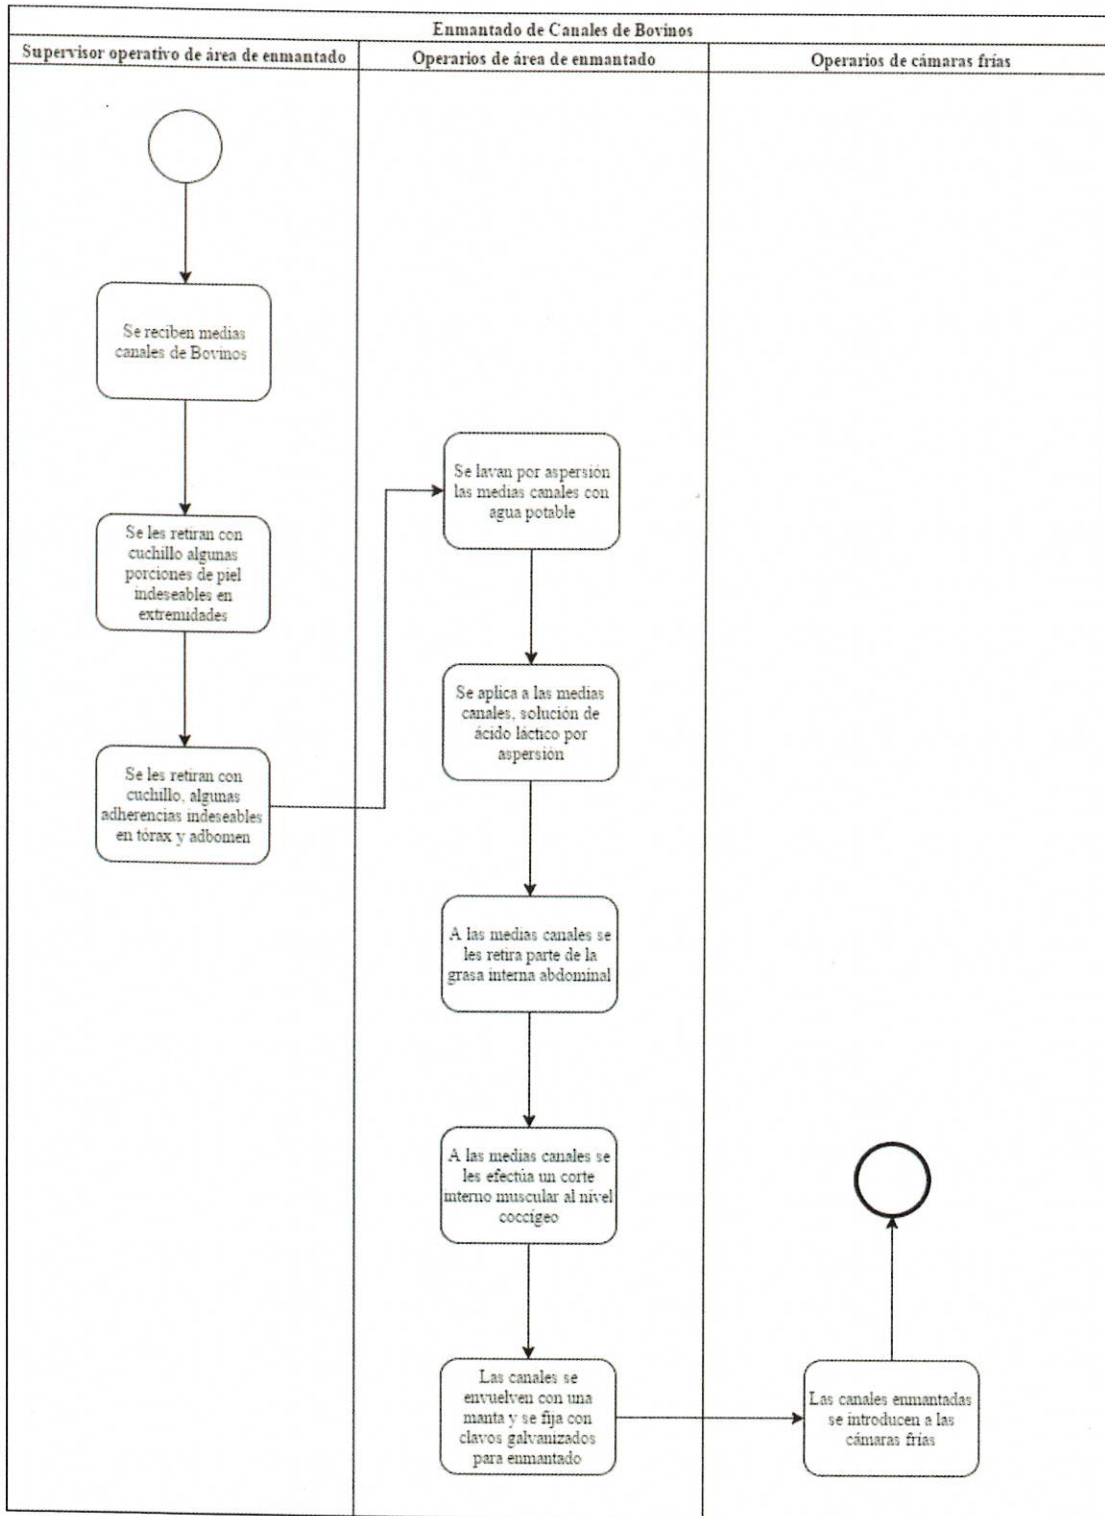 Enmantado de Canales de Bovinos
Supervisor operativo de área de enmantado
Operarios de área de enmantado
Operarios de cámaras frías
Se reciben medias
canales de Bovinos
Se les retiran con
cuchillo algunas
porciones de piel
indeseables en
extremidades
Se les retiran con
cuchillo, algunas
adherencias indeseables
en tórax y adbomen
Se lavan por aspersión
las medias canales con
agua potable
Se aplica a las medias
canales, solución de
ácido láctico por
aspersión
A las medias canales se
les retira parte de la
grasa interna abdominal
A las medias canales se
les efectúa un corte
interno muscular al nivel
coccígeo
Las canales se
envuelven con una
manta y se fija con
clavos galvanizados
para enmantado
Las canales enmantadas
se introducen a las
cámaras frías